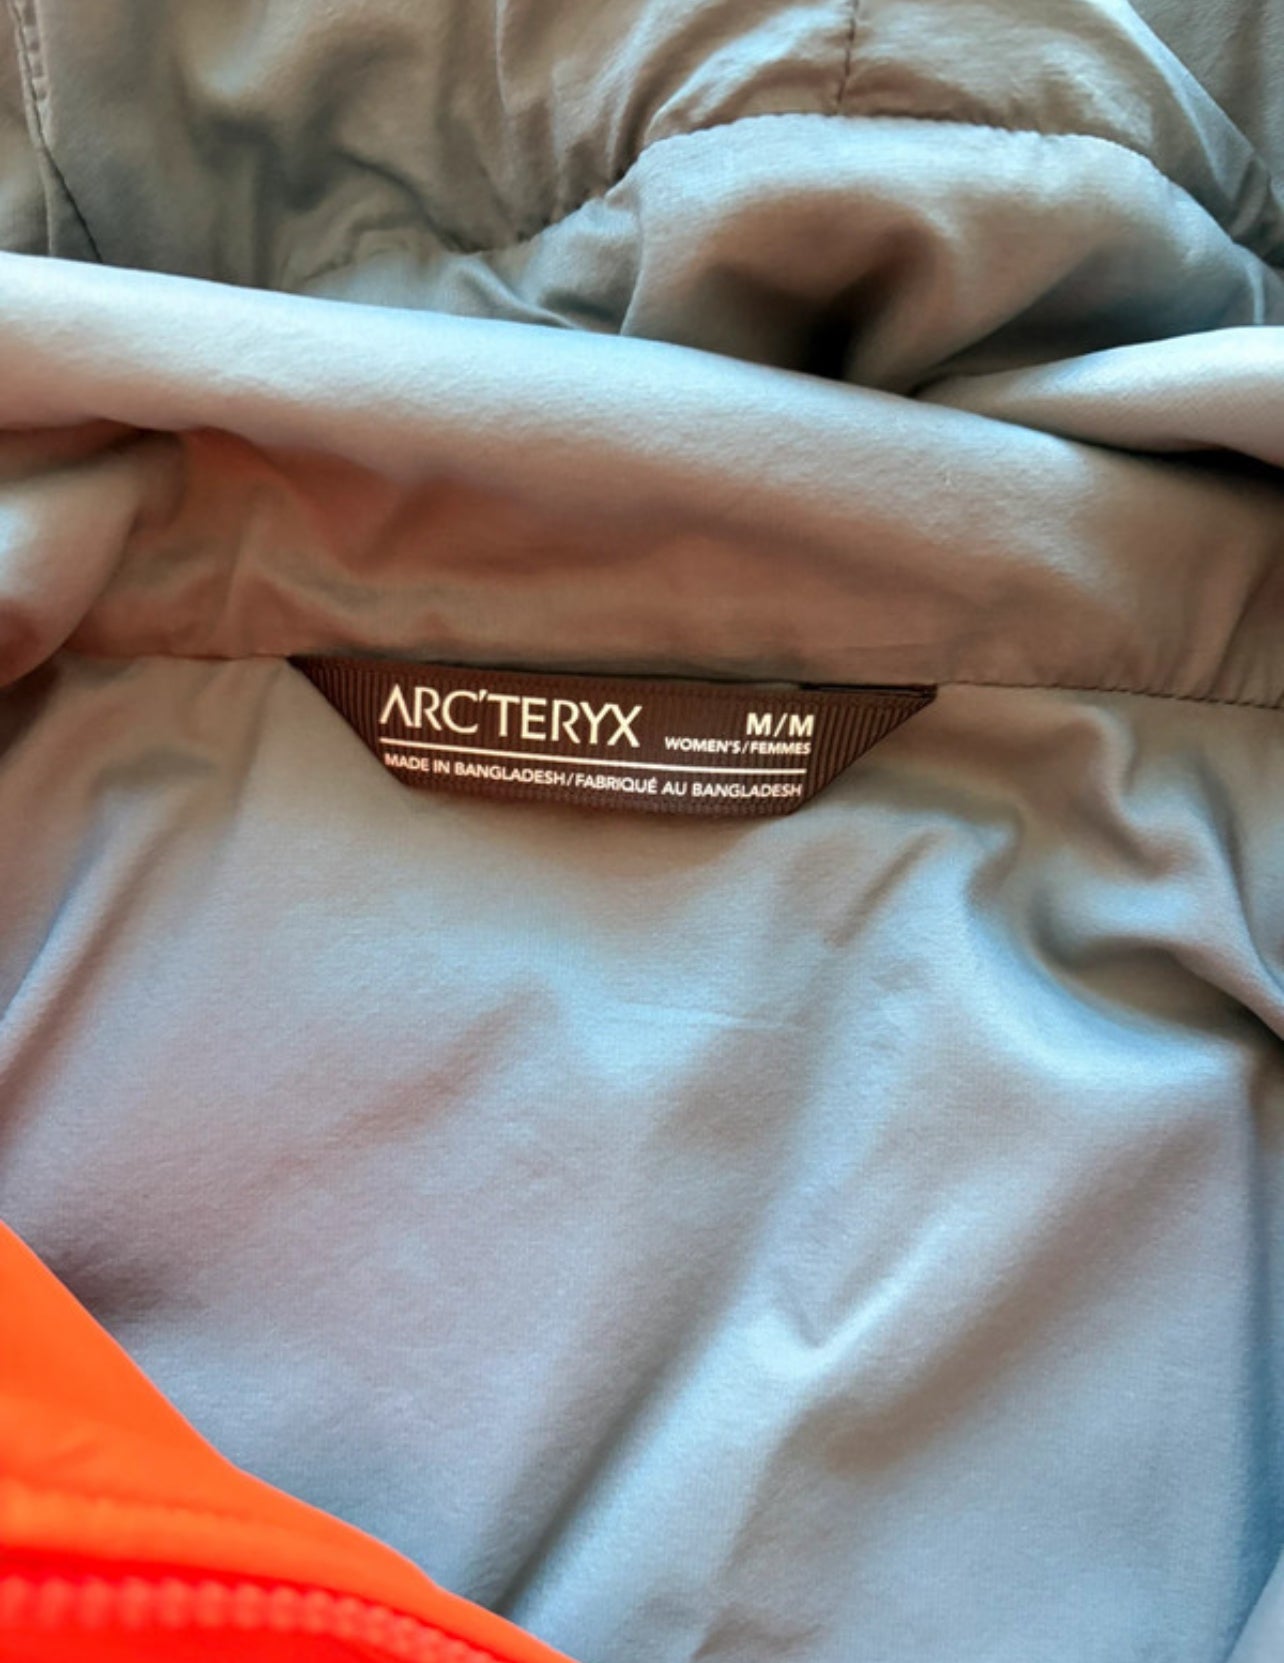 ARC'TERYX
M/M
WOMEN'S/FEMMES
MADE IN BANGLADESH/FABRIQUÉ AU BANGLADESH